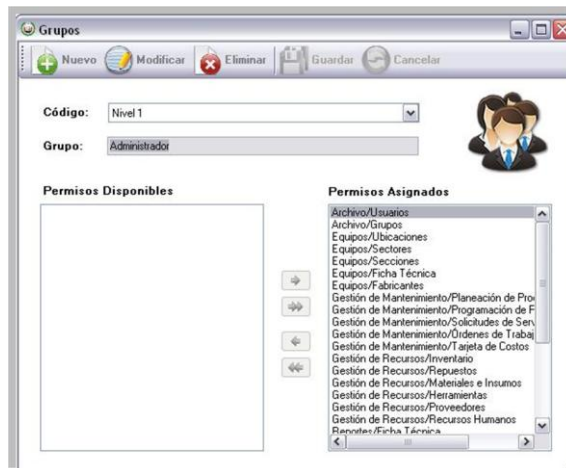 Grupos
Nuevo Modificar Eliminar Guardar Cancelar
Código: Nivel 1
Grupo: Administrador
Permisos Disponibles
Permisos Asignados
Archivo/Usuarios
Archivo/Grupos
Equipos/Ubicaciones
Equipos/Sectores
Equipos/Secciones
Equipos/Ficha Técnica
Equipos/Fabricantes
Gestión de Mantenimiento/Planeación de Pro
Gestión de Mantenimiento/Programación de F
Gestión de Mantenimiento/Solicitudes de Serv
Gestión de Mantenimiento/Órdenes de Trabaj
Gestión de Mantenimiento/Tarjeta de Costos
Gestión de Recursos/Inventario
Gestión de Recursos/Repuestos
Gestión de Recursos/Materiales e Insumos
Gestión de Recursos/Herramientas
Gestión de Recursos/Proveedores
Gestión de Recursos/Recursos Humanos
Reportes/Ficha Técnica